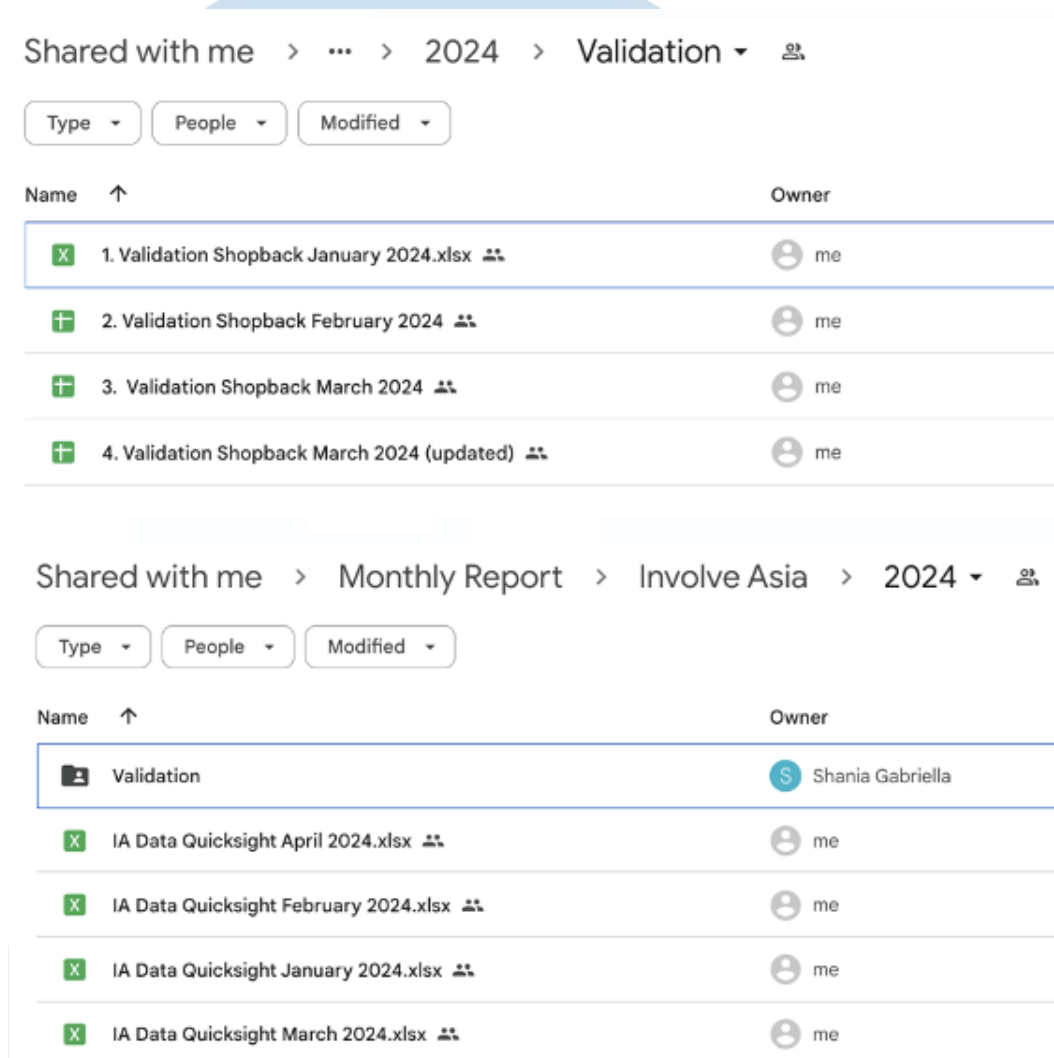 Shared with me > ... > 2024 > Validation
Type People Modified
Name Owner
1. Validation Shopback January 2024.xlsx me
2. Validation Shopback February 2024 me
3. Validation Shopback March 2024 me
4. Validation Shopback March 2024 (updated) me
Shared with me > Monthly Report > Involve Asia > 2024
Type People Modified
Name Owner
Validation S Shania Gabriella
IA Data Quicksight April 2024.xlsx me
IA Data Quicksight February 2024.xlsx me
IA Data Quicksight January 2024.xlsx me
IA Data Quicksight March 2024.xlsx me